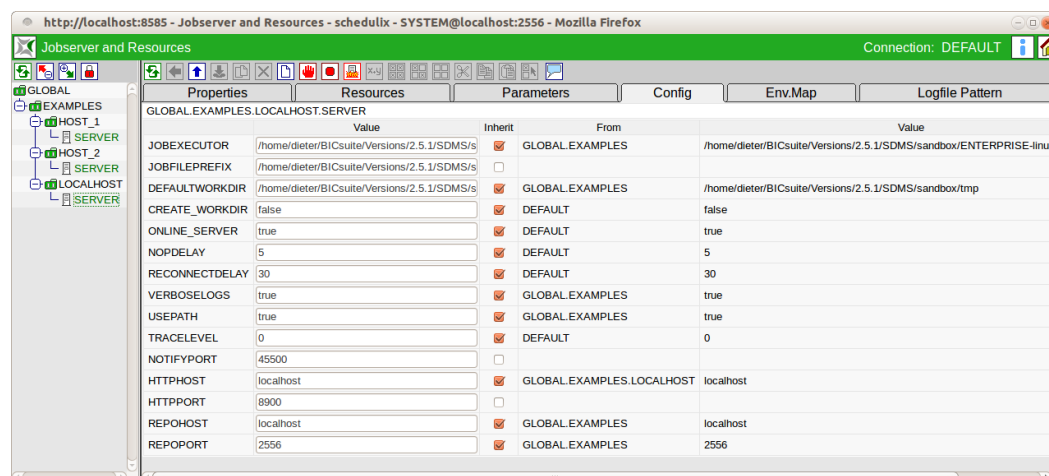 http://localhost:8585 - Jobserver and Resources - schedulix - SYSTEM@localhost:2556 - Mozilla Firefox
Jobserver and Resources Connection: DEFAULT
GLOBAL
EXAMPLES
HOST_1
SERVER
HOST_2
SERVER
LOCALHOST
SERVER
Properties Resources Parameters Config Env.Map Logfile Pattern
GLOBAL.EXAMPLES.LOCALHOST.SERVER
Value Inherit From Value
JOBEXECUTOR /home/dieter/BICsuite/Versions/2.5.1/SDMS/s GLOBAL.EXAMPLES /home/dieter/BICsuite/Versions/2.5.1/SDMS/sandbox/ENTERPRISE-linu
JOBFILEPREFIX /home/dieter/BICsuite/Versions/2.5.1/SDMS/s
DEFAULTWORKDIR /home/dieter/BICsuite/Versions/2.5.1/SDMS/s GLOBAL.EXAMPLES /home/dieter/BICsuite/Versions/2.5.1/SDMS/sandbox/tmp
CREATE_WORKDIR false DEFAULT false
ONLINE_SERVER true DEFAULT true
NOPDELAY 5 DEFAULT 5
RECONNECTDELAY 30 DEFAULT 30
VERBOSELOGS true GLOBAL.EXAMPLES true
USEPATH true GLOBAL.EXAMPLES true
TRACELEVEL 0 DEFAULT 0
NOTIFYPORT 45500
HTTPHOST localhost GLOBAL.EXAMPLES.LOCALHOST localhost
HTTPPORT 8900
REPOHOST localhost GLOBAL.EXAMPLES localhost
REPOPORT 2556 GLOBAL.EXAMPLES 2556